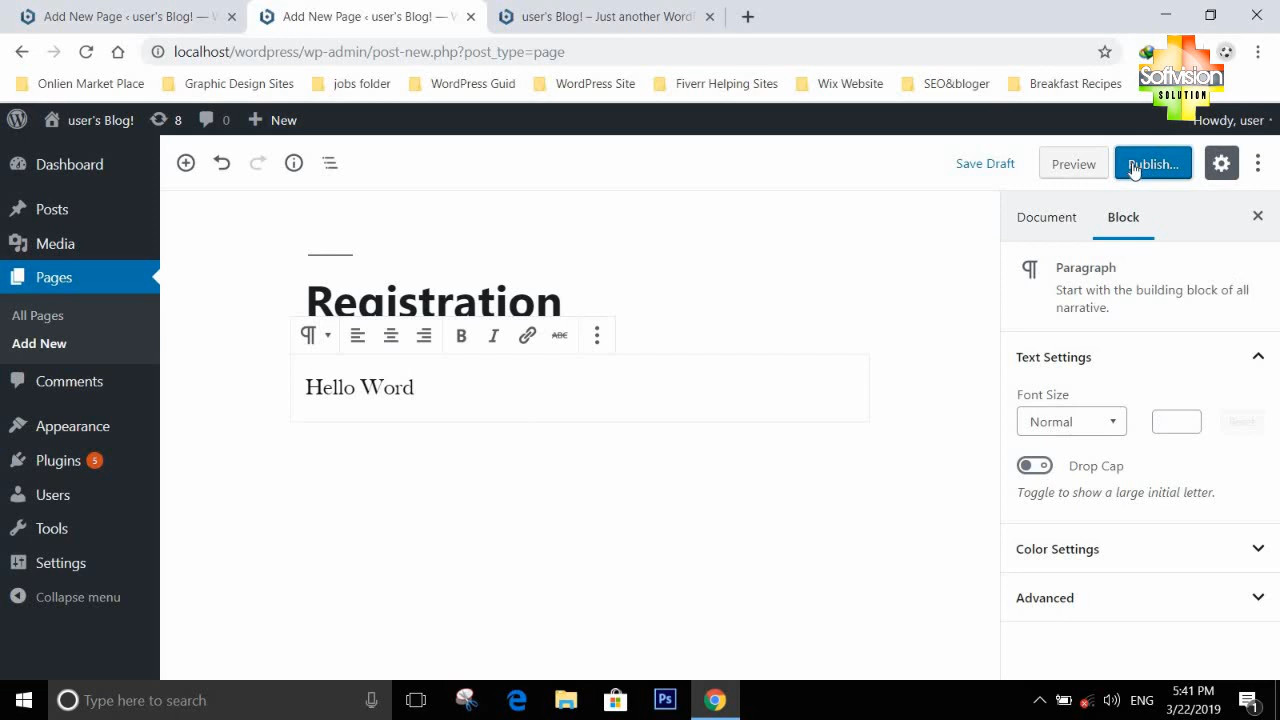 Add New Page ‹ user's Blog! — W
Add New Page ‹ user's Blog! — W
user's Blog! – Just another Word
localhost/wordpress/wp-admin/post-new.php?post_type=page
Onlien Market Place
Graphic Design Sites
jobs folder
WordPress Guid
WordPress Site
Fiverr Helping Sites
Wix Website
SEO&bloger
Breakfast Recipes
Softvision
SOLUTION
user's Blog!
8
0
New
Howdy, user
Dashboard
Posts
Media
Pages
All Pages
Add New
Comments
Appearance
Plugins 5
Users
Tools
Settings
Collapse menu
Save Draft
Preview
Publish...
Registration
B
I
ABC
Hello Word
Document
Block
Paragraph
Start with the building block of all
narrative.
Text Settings
Font Size
Normal
Reset
Drop Cap
Toggle to show a large initial letter.
Color Settings
Advanced
Type here to search
Ps
ENG
5:41 PM
3/22/2019
1